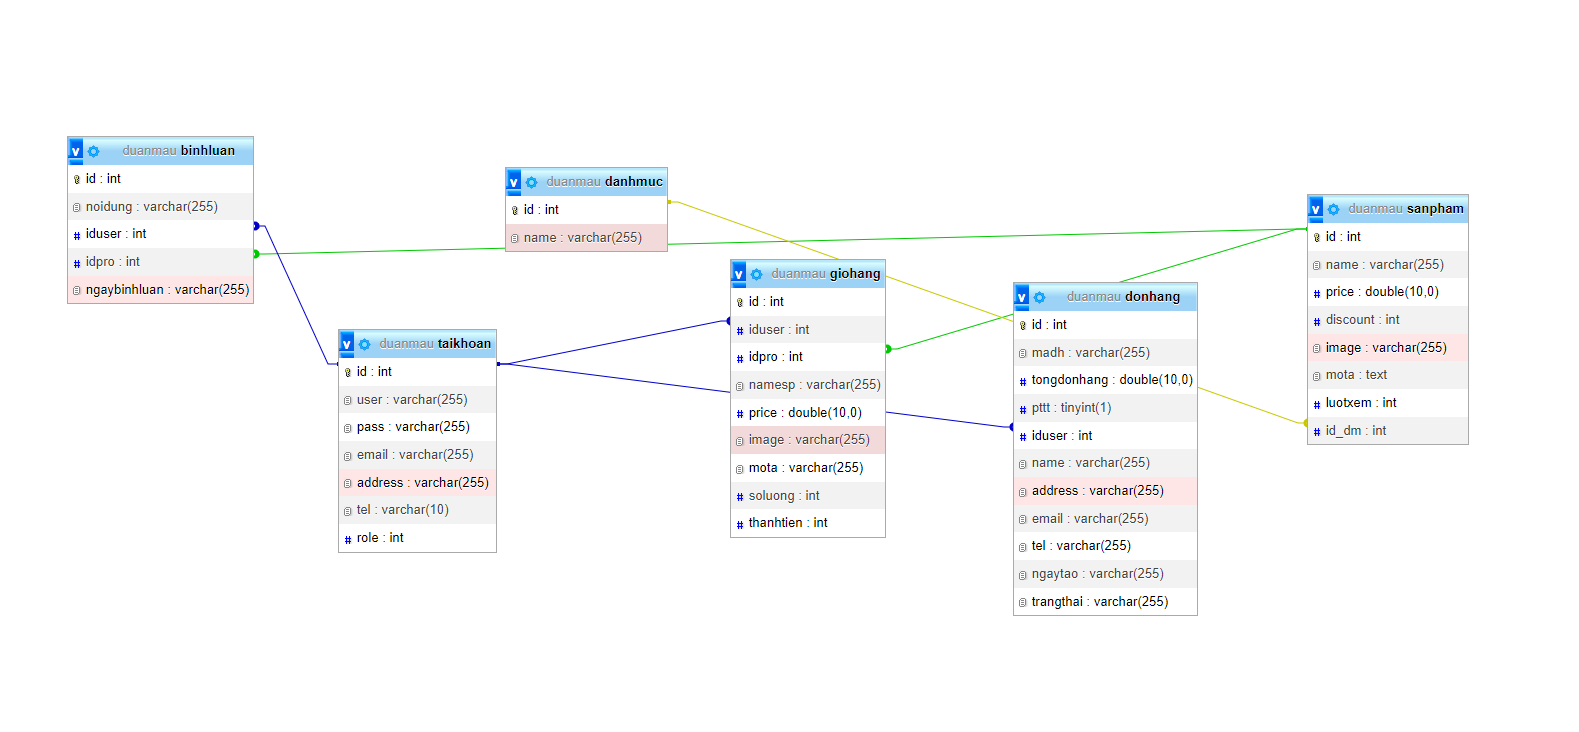 v duanmau binhluan
id : int
noidung : varchar(255)
# iduser : int
# idpro : int
ngaybinhluan : varchar(255)
v duanmau taikhoan
id : int
user : varchar(255)
pass : varchar(255)
email : varchar(255)
address : varchar(255)
tel : varchar(10)
# role : int
v duanmau danhmuc
id : int
name : varchar(255)
v duanmau giohang
id : int
# iduser : int
# idpro : int
namesp : varchar(255)
# price : double(10,0)
image : varchar(255)
mota : varchar(255)
# soluong : int
# thanhtien : int
v duanmau donhang
id : int
madh : varchar(255)
# tongdonhang : double(10,0)
# pttt : tinyint(1)
# iduser : int
name : varchar(255)
address : varchar(255)
email : varchar(255)
tel : varchar(255)
ngaytao : varchar(255)
trangthai : varchar(255)
v duanmau sanpham
id : int
name : varchar(255)
# price : double(10,0)
# discount : int
image : varchar(255)
mota : text
# luotxem : int
# id_dm : int